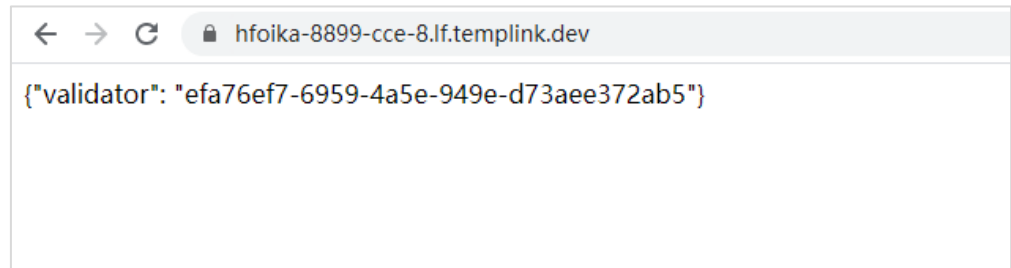 hfoika-8899-cce-8.lf.templink.dev
{"validator": "efa76ef7-6959-4a5e-949e-d73aee372ab5"}